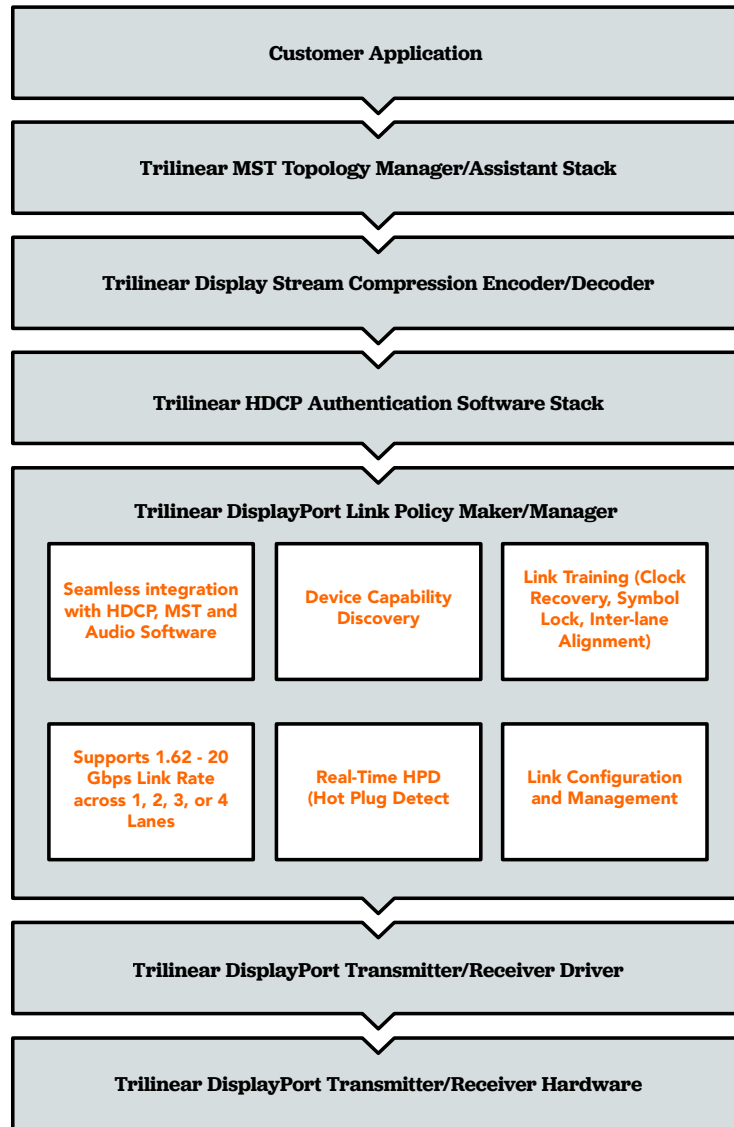 Customer Application
Trilinear MST Topology Manager/Assistant Stack
Trilinear Display Stream Compression Encoder/Decoder
Trilinear HDCP Authentication Software Stack
Trilinear DisplayPort Link Policy Maker/Manager
Seamless integration
with HDCP, MST and
Audio Software
Device Capability
Discovery
Link Training (Clock
Recovery, Symbol
Lock, Inter-lane
Alignment)
Supports 1.62 - 20
Gbps Link Rate
across 1, 2, 3, or 4
Lanes
Real-Time HPD
(Hot Plug Detect
Link Configuration
and Management
Trilinear DisplayPort Transmitter/Receiver Driver
Trilinear DisplayPort Transmitter/Receiver Hardware